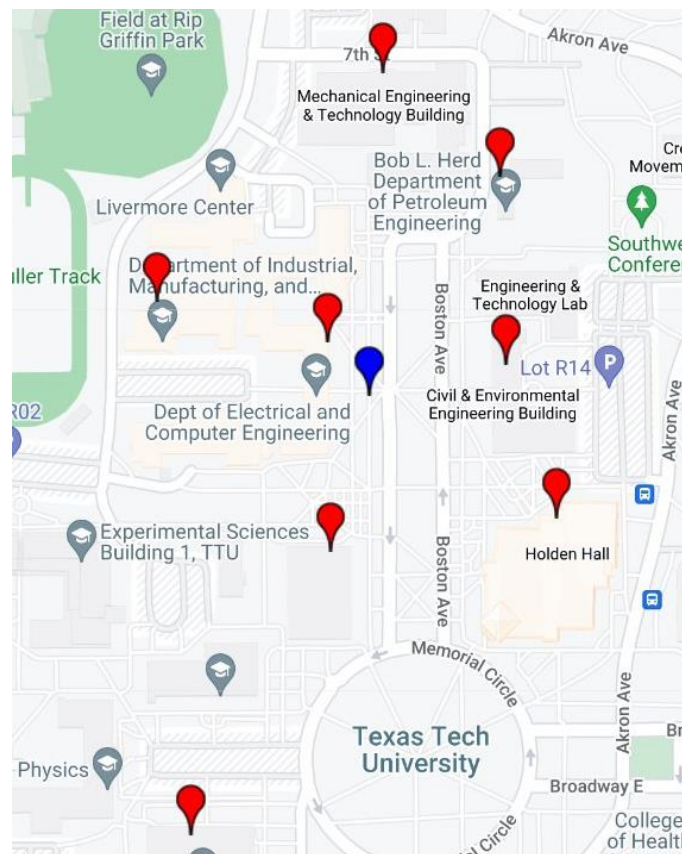 Field at Rip
Griffin Park
7th St
Akron Ave
Mechanical Engineering
& Technology Building
Cre
Movem
Bob L. Herd
Department
of Petroleum
Engineering
Livermore Center
Southwe
Conferen
uller Track
Department of Industrial,
Manufacturing, and...
Engineering &
Technology Lab
Boston Ave
Lot R14
P
R02
Dept of Electrical and
Computer Engineering
Civil & Environmental
Engineering Building
Akron Ave
Experimental Sciences
Building 1, TTU
Boston Ave
Holden Hall
Memorial Circle
Akron Ave
Texas Tech
University
Br
Physics
Broadway E
Memorial Circle
College
of Healt